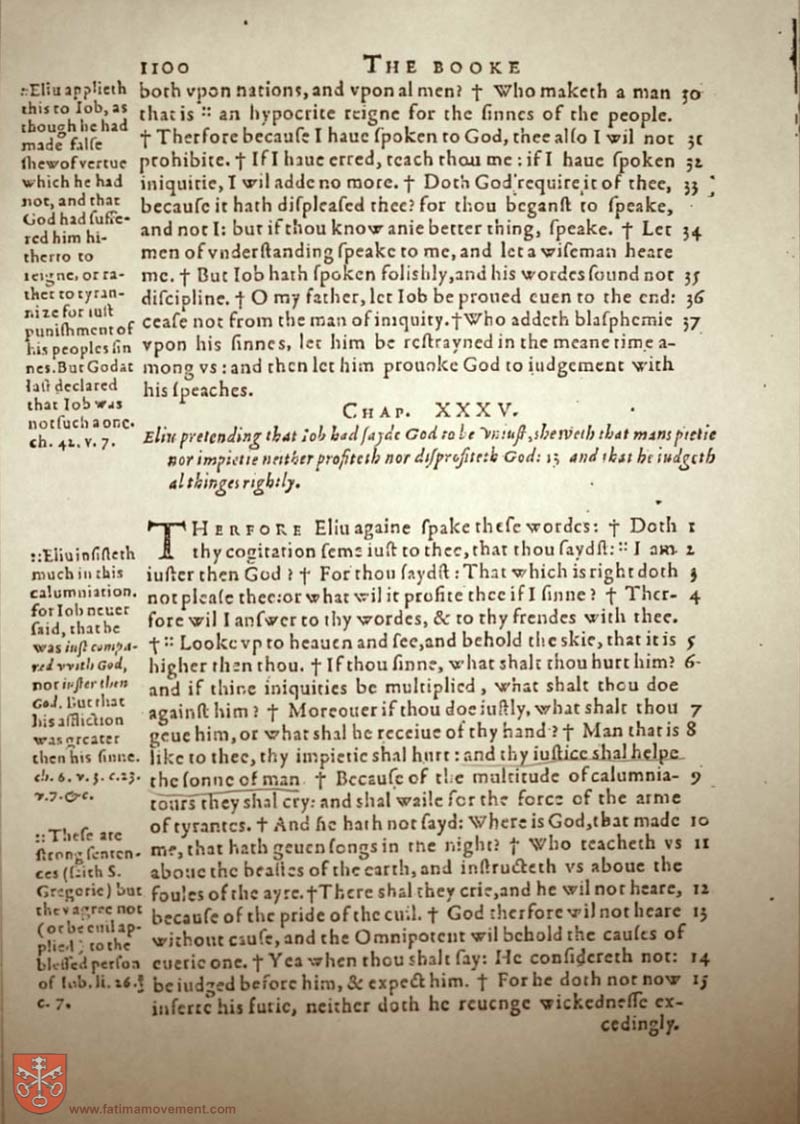 1100
THE BOOKE
both vpon nations, and vpon al men? † Who maketh a man 30
that is :: an hypocrite reigne for the sinnes of the people.
† Therfore becauſe I haue ſpoken to God, thee alſo I wil not 31
prohibite. † If I haue erred, teach thou me : if I haue ſpoken 32
iniquitie, I wil adde no more. † Doth God require it of thee, 33
becauſe it hath diſpleaſed thee? for thou beganſt to ſpeake,
and not I: but if thou know anie better thing, ſpeake. † Let 34
men of vnderſtanding ſpeake to me, and let a wiſeman heare
me. † But Iob hath ſpoken foliſhly, and his wordes ſound not 35
diſcipline. † O my father, let Iob be proued euen to the end: 36
ceaſe not from the man of iniquity. † Who addeth blaſphemie 37
vpon his ſinnes, let him be reſtrayned in the meane time a-
mong vs : and then let him prouoke God to iudgement with
his ſpeaches.
:: Eliu applieth
this to Iob, as
though he had
made falſe
ſhew of vertue
which he had
not, and that
God had ſuffe-
red him hi-
therto to
reigne, or ra-
ther to tyran-
nize for iuſt
puniſhment of
his peoples ſin
nes. But God at
laſt declared
that Iob was
not ſuch a one.
ch. 42. v. 7.
CHAP. XXXV.
Eliu pretending that Iob had ſayde God to be vniuſt, sheweth that mans pietie
nor impietie neither profiteth nor diſprofiteth God: 13 and that he iudgeth
al thinges rightly.
THERFORE Eliu againe ſpake theſe wordes: † Doth 1
thy cogitation ſeme iuſt to thee, that thou ſaydſt: :: I am 2
iuſter then God ? † For thou ſaydſt : That which is right doth 3
not pleaſe thee: or what wil it profite thee if I ſinne ? † Ther- 4
fore wil I anſwer to thy wordes, & to thy frendes with thee.
† :: Looke vp to heauen and ſee, and behold the skie, that it is 5
higher then thou. † If thou ſinne, what shalt thou hurt him? 6
and if thine iniquities be multiplied , what shalt thou doe
againſt him ? † Moreouer if thou doe iuſtly, what shalt thou 7
geue him, or what shal he receiue of thy hand ? † Man that is 8
like to thee, thy impietie shal hurt : and thy iuſtice shal helpe
the ſonne of man. † Becauſe of the multitude of calumnia- 9
tours they shal cry: and shal waile for the force of the arme
of tyrantes. † And he hath not ſayd: Where is God, that made 10
me, that hath geuen ſongs in the night? † Who teacheth vs 11
aboue the beaſtes of the earth, and inſtructeth vs aboue the
foules of the ayre. † There shal they crie, and he wil not heare, 12
becauſe of the pride of the euil. † God therfore wil not heare 13
without cauſe, and the Omnipotent wil behold the cauſes of
euerie one. † Yea when thou shalt ſay: He conſidereth not: 14
be iudged before him, & expect him. † For he doth not now 15
inferre his furie, neither doth he reuenge wickedneſſe ex-
cedingly.
:: Eliu inſiſteth
much in this
calumniation.
for Iob neuer
ſaid, that he
was iuſt compa-
red vvith God,
nor iuſter then
God. But that
his affliction
was greater
then his ſinne.
ch. 6. v. 3. c. 23.
v. 7. &c.
:: Theſe are
ſtrong ſenten-
ces (ſaith S.
Gregorie) but
they agree not
(or be euil ap-
plied) to the
bleſſed perſon
of Iob. li. 26.
c. 7.
www.fatimamovement.com